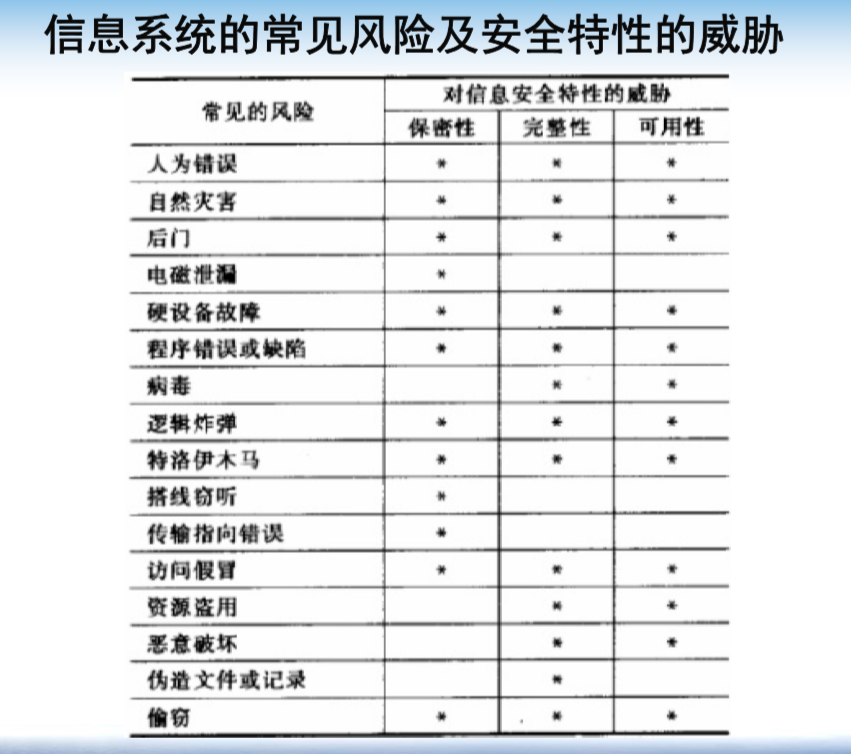 信息系统的常见风险及安全特性的威胁
常见的风险 对信息安全特性的威胁
保密性 完整性 可用性
人为错误 * * *
自然灾害 * * *
后门 * * *
电磁泄漏 *
硬设备故障 * * *
程序错误或缺陷 * * *
病毒 * *
逻辑炸弹 * * *
特洛伊木马 * * *
搭线窃听 *
传输指向错误 *
访问假冒 * * *
资源盗用 * *
恶意破坏 * *
伪造文件或记录 *
偷窃 * * *